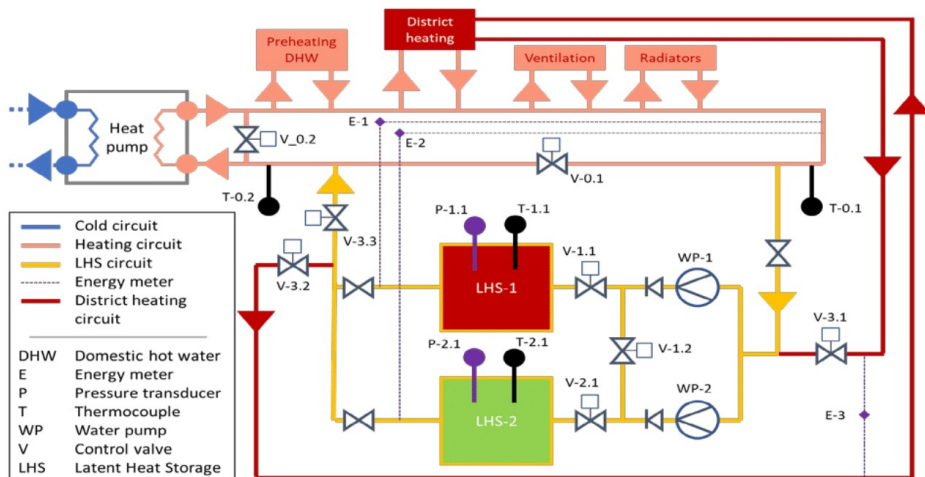 District
heating
Preheating
DHW
Ventilation
Radiators
Heat
pump
V_0.2
E-1
E-2
V-0.1
T-0.2
T-0.1
Cold circuit
Heating circuit
LHS circuit
Energy meter
District heating
circuit
DHW Domestic hot water
E Energy meter
P Pressure transducer
T Thermocouple
WP Water pump
V Control valve
LHS Latent Heat Storage
V-3.3
V-3.2
P-1.1
T-1.1
V-1.1
WP-1
LHS-1
V-3.1
V-1.2
P-2.1
T-2.1
V-2.1
WP-2
LHS-2
E-3